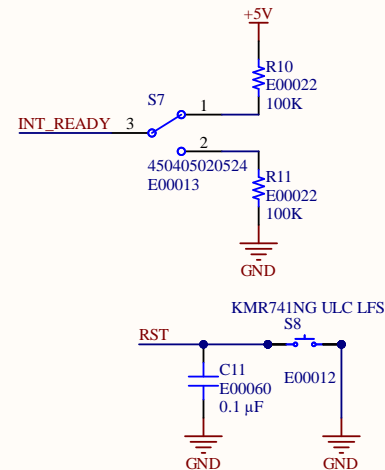 +5V
R10
E00022
100K
S7
1
INT_READY
3
2
450405020524
E00013
R11
E00022
100K
GND
KMR741NG ULC LFS
S8
RST
C11
E00060
0.1 µF
E00012
GND
GND